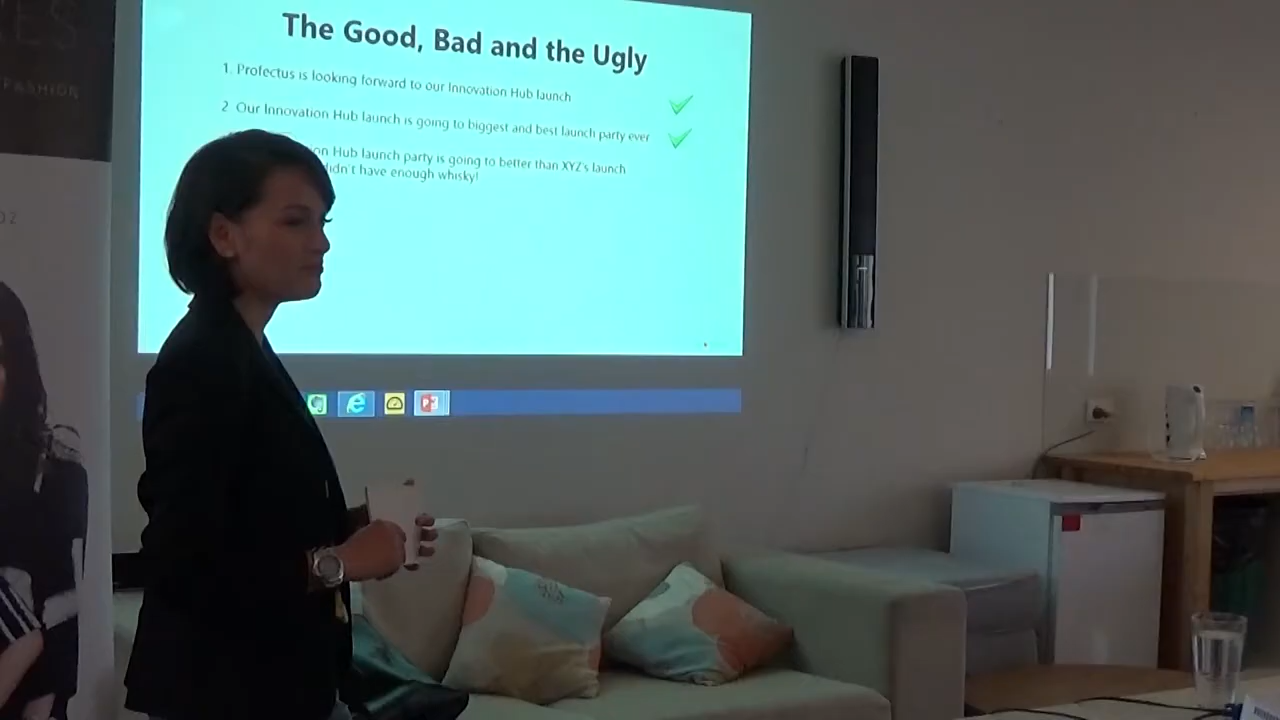 The Good, Bad and the Ugly
1. Profectus is looking forward to our Innovation Hub launch
2. Our Innovation Hub launch is going to biggest and best launch party ever
on Hub launch party is going to better than XYZ's launch
idn't have enough whisky!
FASHION